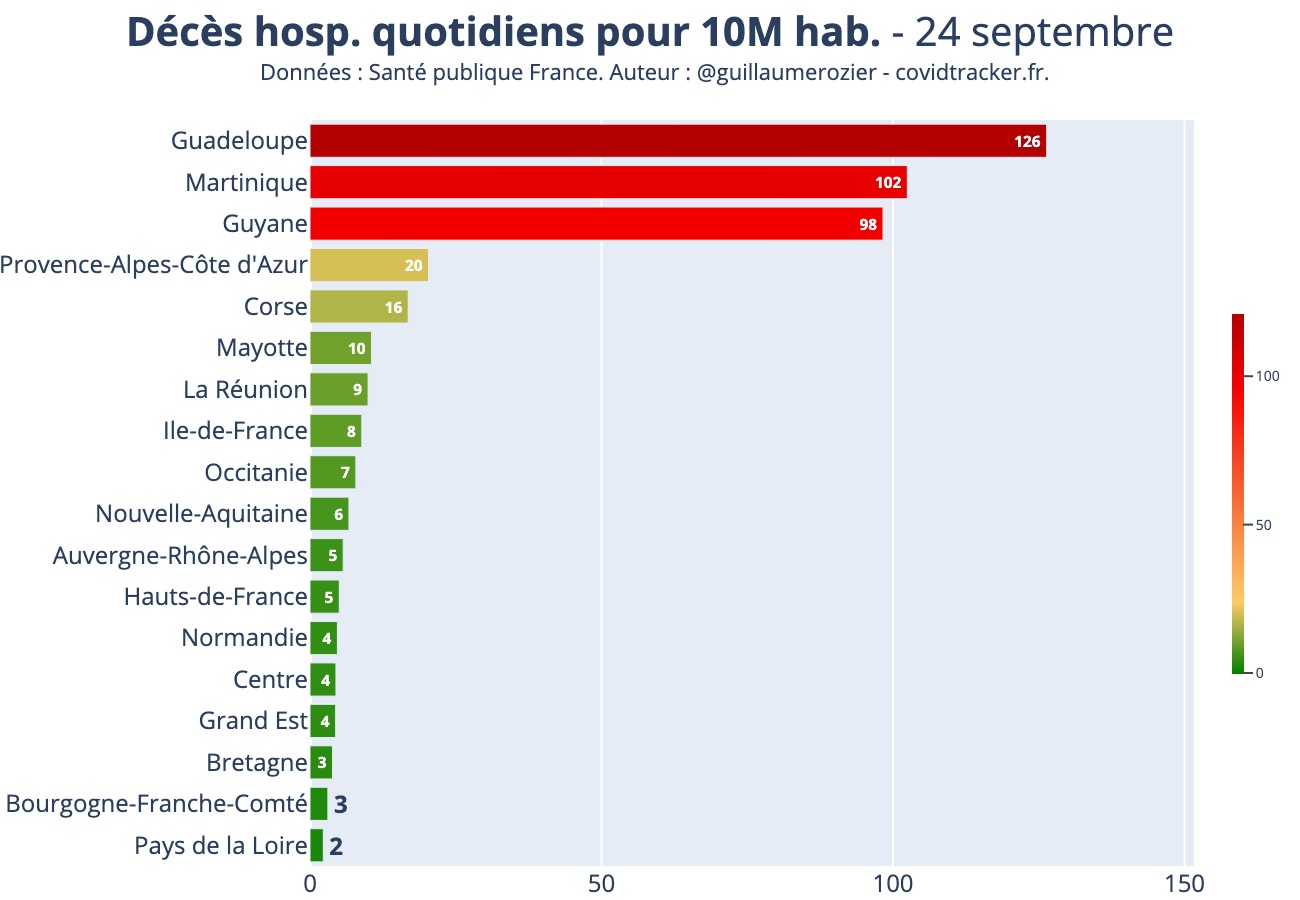 Décès hosp. quotidiens pour 10M hab. - 24 septembre
Données : Santé publique France. Auteur : @guillaumerozier - covidtracker.fr.
Guadeloupe 126
Martinique 102
Guyane 98
Provence-Alpes-Côte d'Azur 20
Corse 16
Mayotte 10
La Réunion 9
Ile-de-France 8
Occitanie 7
Nouvelle-Aquitaine 6
Auvergne-Rhône-Alpes 5
Hauts-de-France 5
Normandie 4
Centre 4
Grand Est 4
Bretagne 3
Bourgogne-Franche-Comté 3
Pays de la Loire 2
0 50 100 150
100
50
0